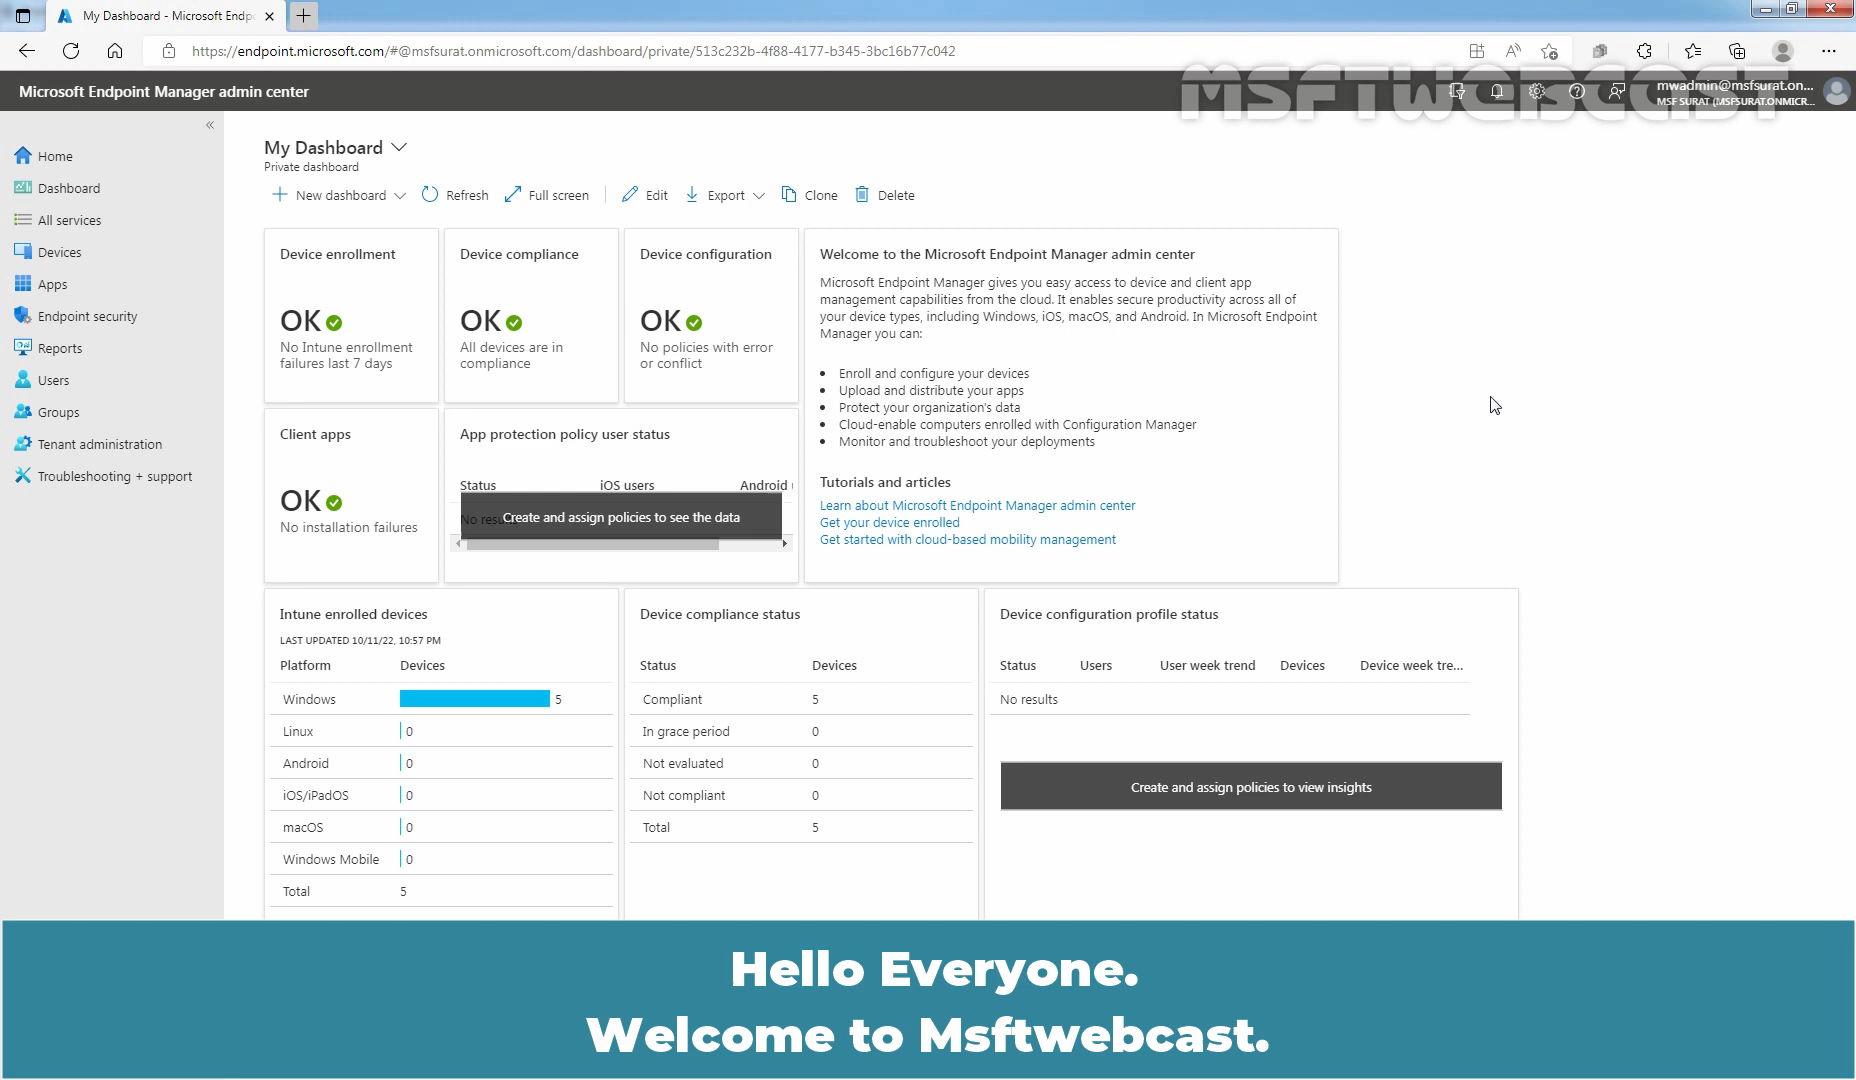 My Dashboard - Microsoft Endp
https://endpoint.microsoft.com/#@msfsurat.onmicrosoft.com/dashboard/private/513c232b-4f88-4177-b345-3bc16b77c042
MSFTWEBCAST
Microsoft Endpoint Manager admin center
mwadmin@msfsurat.on...
MSF SURAT (MSFSURAT.ONMICR...
Home
Dashboard
All services
Devices
Apps
Endpoint security
Reports
Users
Groups
Tenant administration
Troubleshooting + support
My Dashboard
Private dashboard
New dashboard Refresh Full screen Edit Export Clone Delete
Device enrollment
OK
No Intune enrollment
failures last 7 days
Device compliance
OK
All devices are in
compliance
Device configuration
OK
No policies with error
or conflict
Welcome to the Microsoft Endpoint Manager admin center
Microsoft Endpoint Manager gives you easy access to device and client app
management capabilities from the cloud. It enables secure productivity across all of
your device types, including Windows, iOS, macOS, and Android. In Microsoft Endpoint
Manager you can:
• Enroll and configure your devices
• Upload and distribute your apps
• Protect your organization's data
• Cloud-enable computers enrolled with Configuration Manager
• Monitor and troubleshoot your deployments
Tutorials and articles
Learn about Microsoft Endpoint Manager admin center
Get your device enrolled
Get started with cloud-based mobility management
Client apps
OK
No installation failures
App protection policy user status
Status iOS users Android
No
Create and assign policies to see the data
Intune enrolled devices
LAST UPDATED 10/11/22, 10:57 PM
Platform Devices
Windows 5
Linux 0
Android 0
iOS/iPadOS 0
macOS 0
Windows Mobile 0
Total 5
Device compliance status
Status Devices
Compliant 5
In grace period 0
Not evaluated 0
Not compliant 0
Total 5
Device configuration profile status
Status Users User week trend Devices Device week tre...
No results
Create and assign policies to view insights
Hello Everyone.
Welcome to Msftwebcast.